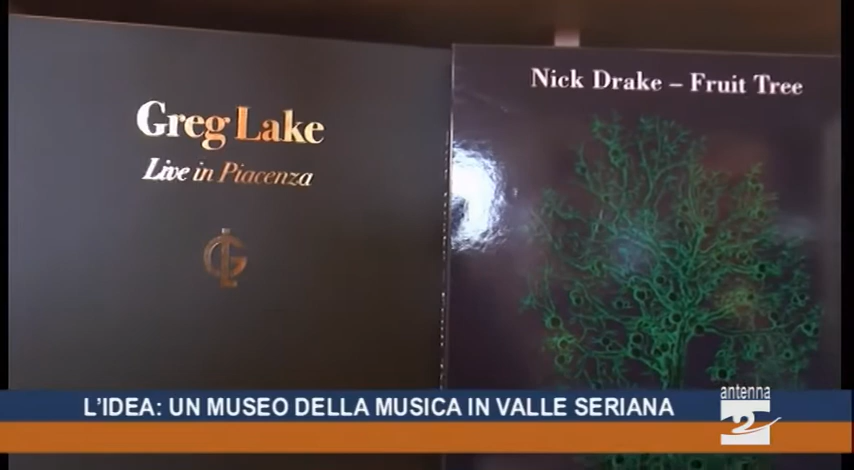 Greg Lake
Live in Piacenza
GL
Nick Drake – Fruit Tree
L'IDEA: UN MUSEO DELLA MUSICA IN VALLE SERIANA
antenna
2